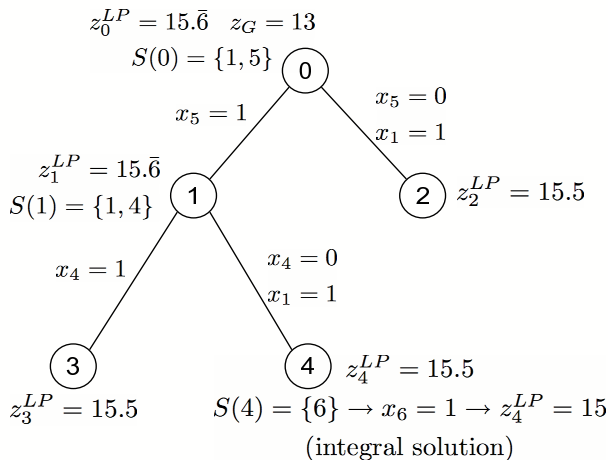 z_0^{LP} = 15.6̄ z_G = 13
S(0) = {1, 5}
0
x_5 = 1
x_5 = 0
x_1 = 1
z_1^{LP} = 15.6̄
S(1) = {1, 4}
1
2
z_2^{LP} = 15.5
x_4 = 1
x_4 = 0
x_1 = 1
3
4
z_4^{LP} = 15.5
z_3^{LP} = 15.5
S(4) = {6} → x_6 = 1 → z_4^{LP} = 15
(integral solution)